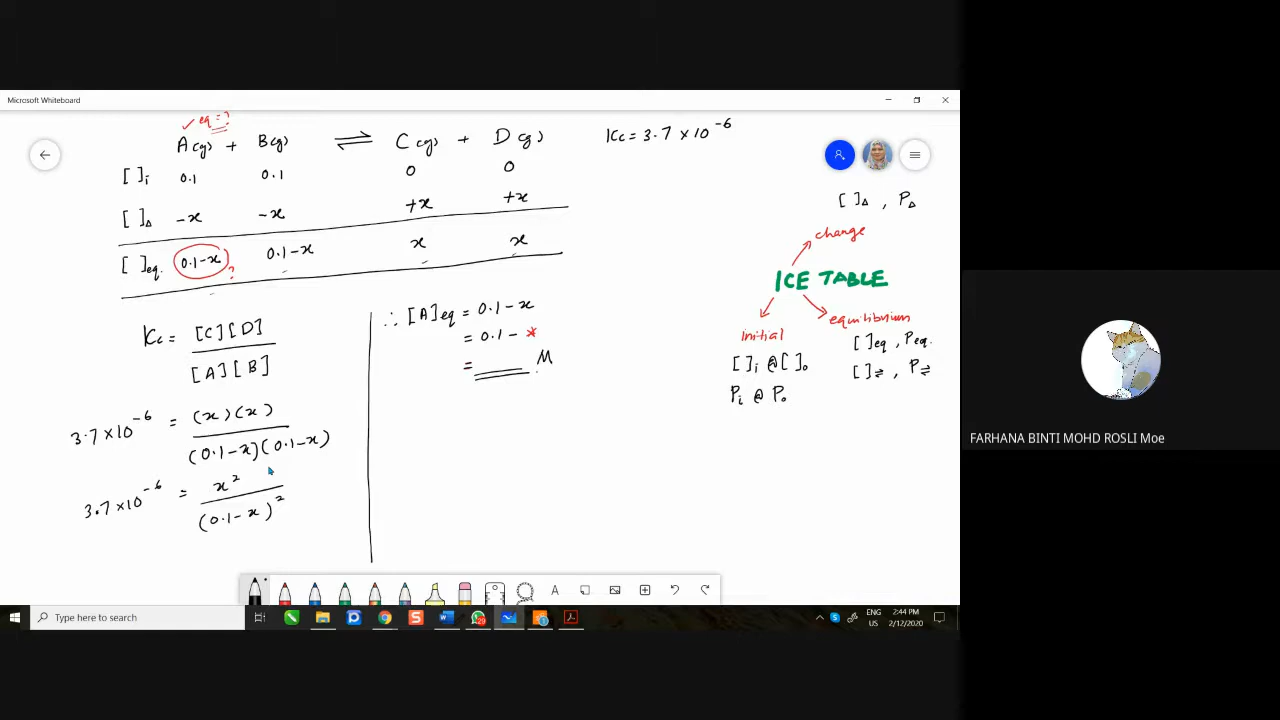 Microsoft Whiteboard
✓ eq = ?
A(g) + B(g) ⇌ C(g) + D(g)
Kc = 3.7 × 10⁻⁶
[ ]i 0.1 0.1 0 0
[ ]Δ -x -x +x +x
[ ]eq. 0.1-x ? 0.1-x x x
Kc = [C][D] / [A][B]
3.7×10⁻⁶ = (x)(x) / (0.1-x)(0.1-x)
3.7×10⁻⁶ = x² / (0.1-x)²
∴ [A]eq = 0.1-x
= 0.1 - *
= ____ M
[ ]Δ , PΔ
change
ICE TABLE
initial
[ ]i @ [ ]o
Pi @ Po
equilibrium
[ ]eq , Peq.
[ ]⇌ , P⇌
FARHANA BINTI MOHD ROSLI Moe
Type here to search
29
ENG
US
2:44 PM
2/12/2020